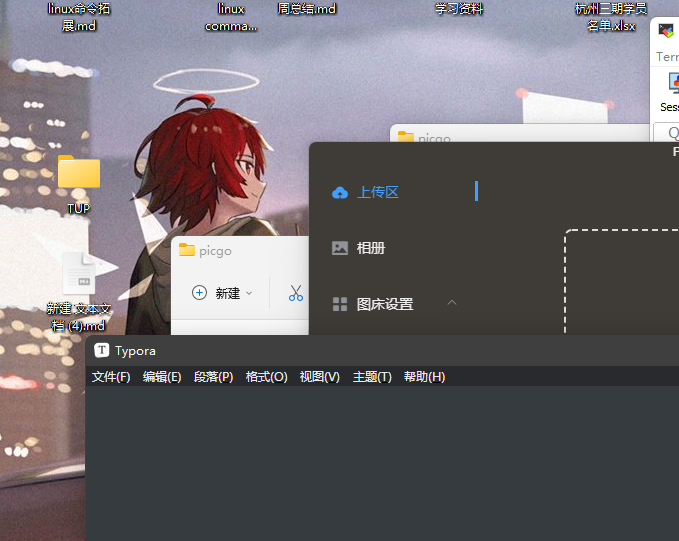 linux命令拓
展.md
linux
comma...
周总结.md
学习资料
杭州三期学员
名单.xlsx
Terr
Sess
Q
picgo
上传区
TUP
相册
picgo
新建
图床设置
新建 文本文
档 (4).md
Typora
文件(F) 编辑(E) 段落(P) 格式(O) 视图(V) 主题(T) 帮助(H)